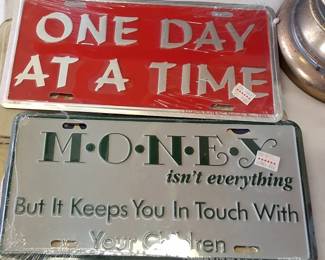 ONE DAY
AT A TIME
M·O·N·E·Y
isn't everything
But It Keeps You In Touch With
Your Children